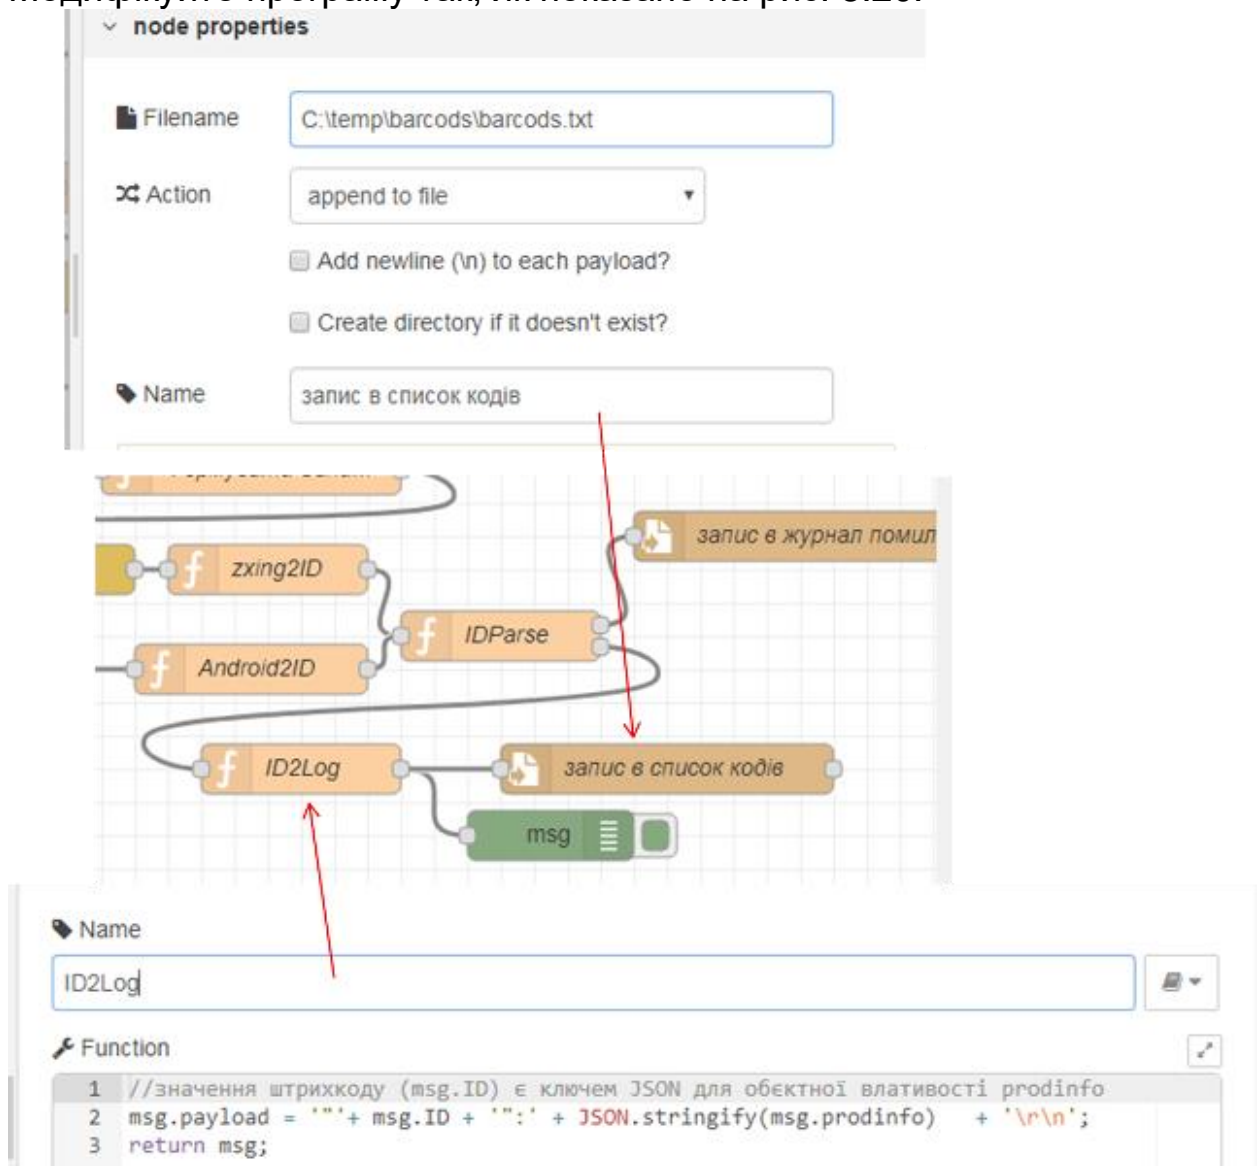 node properties
Filename
C:\temp\barcods\barcods.txt
Action
append to file
Add newline (\n) to each payload?
Create directory if it doesn't exist?
Name
запис в список кодів
запис в журнал помил
zxing2ID
IDParse
Android2ID
ID2Log
запис в список кодів
msg
Name
ID2Log
Function
1 //значення штрихкоду (msg.ID) є ключем JSON для обєктної влативості prodinfo
2 msg.payload = '"'+ msg.ID + '":' + JSON.stringify(msg.prodinfo) + '\r\n';
3 return msg;